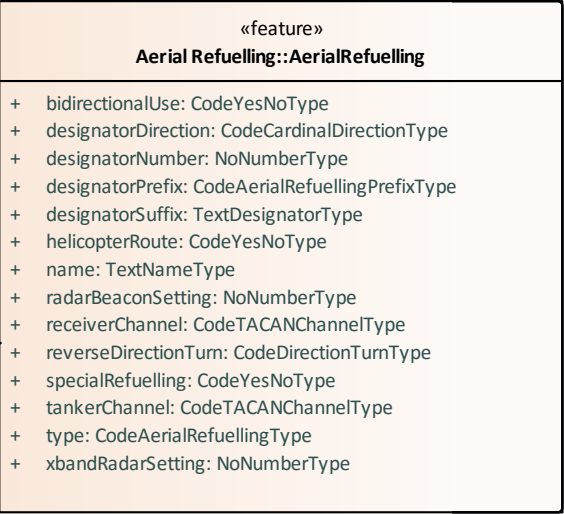 «feature»
Aerial Refuelling::AerialRefuelling
+ bidirectionalUse: CodeYesNoType
+ designatorDirection: CodeCardinalDirectionType
+ designatorNumber: NoNumberType
+ designatorPrefix: CodeAerialRefuellingPrefixType
+ designatorSuffix: TextDesignatorType
+ helicopterRoute: CodeYesNoType
+ name: TextNameType
+ radarBeaconSetting: NoNumberType
+ receiverChannel: CodeTACANChannelType
+ reverseDirectionTurn: CodeDirectionTurnType
+ specialRefuelling: CodeYesNoType
+ tankerChannel: CodeTACANChannelType
+ type: CodeAerialRefuellingType
+ xbandRadarSetting: NoNumberType